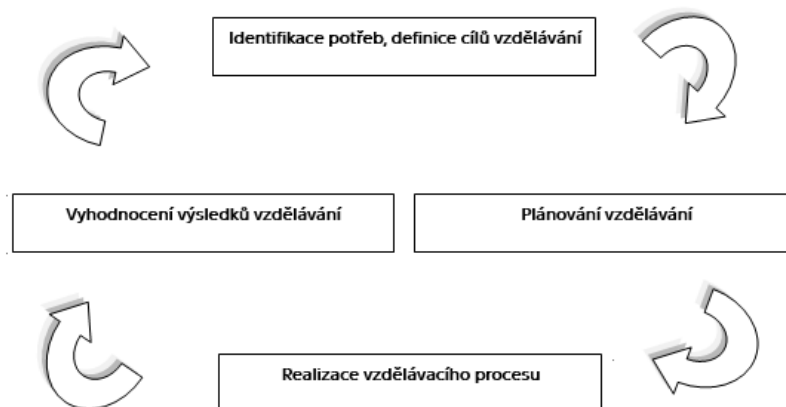 Identifikace potřeb, definice cílů vzdělávání
Vyhodnocení výsledků vzdělávání
Plánování vzdělávání
Realizace vzdělávacího procesu